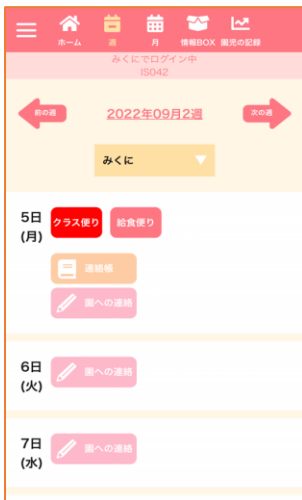 ホーム
週
月
情報BOX
園児の記録
みくにでログイン中
IS042
前の週
2022年09月2週
次の週
みくに
5日
(月)
クラス便り
給食便り
連絡帳
園への連絡
6日
(火)
園への連絡
7日
(水)
園への連絡